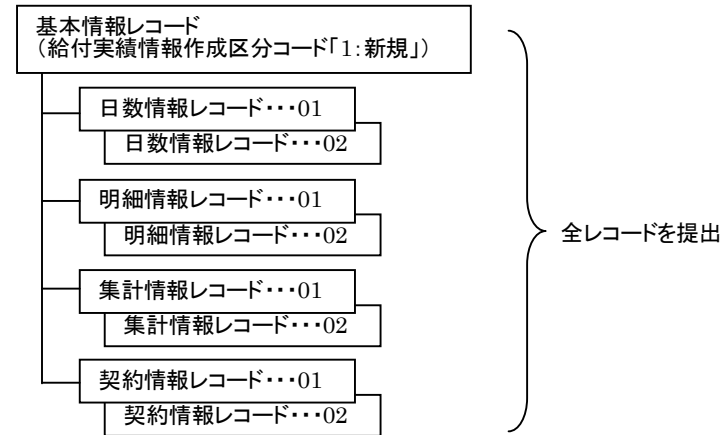 基本情報レコード
（給付実績情報作成区分コード「1:新規」）
日数情報レコード・・・01
日数情報レコード・・・02
明細情報レコード・・・01
明細情報レコード・・・02
全レコードを提出
集計情報レコード・・・01
集計情報レコード・・・02
契約情報レコード・・・01
契約情報レコード・・・02